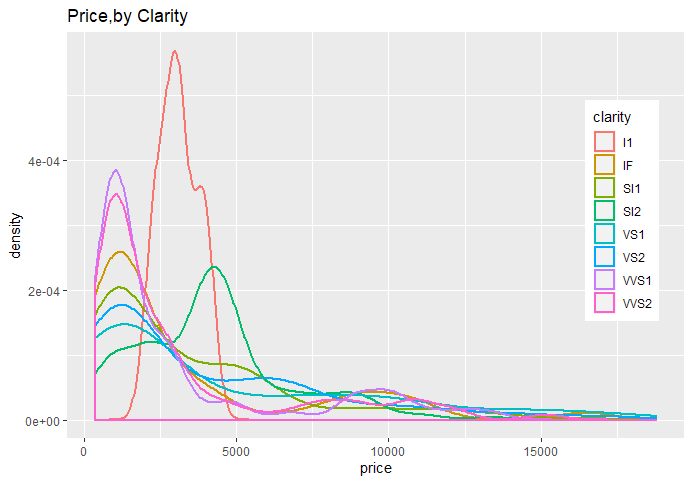 Price,by Clarity
density
4e-04
2e-04
0e+00
0
5000
10000
15000
price
clarity
I1
IF
SI1
SI2
VS1
VS2
VVS1
VVS2